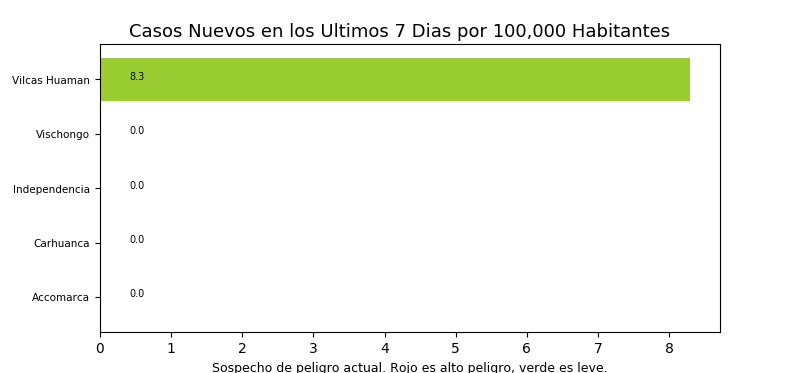 Casos Nuevos en los Ultimos 7 Dias por 100,000 Habitantes
Vilcas Huaman 8.3
Vischongo 0.0
Independencia 0.0
Carhuanca 0.0
Accomarca 0.0
0 1 2 3 4 5 6 7 8
Sospecho de peligro actual. Rojo es alto peligro, verde es leve.